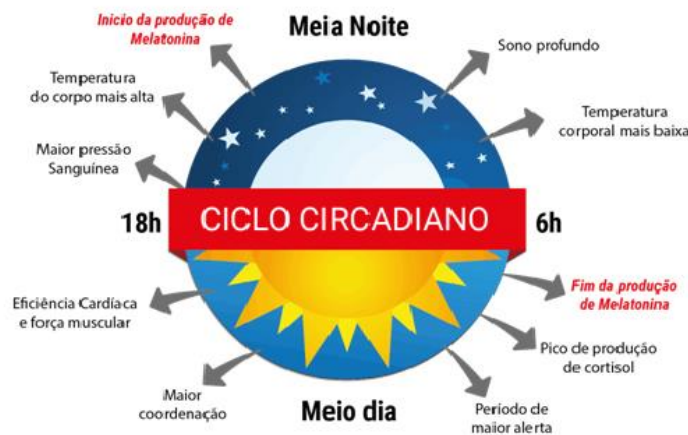 Inicio da produção de
Melatonina
Meia Noite
Sono profundo
Temperatura
do corpo mais alta
Temperatura
corporal mais baixa
Maior pressão
Sanguínea
18h
CICLO CIRCADIANO
6h
Eficiência Cardíaca
e força muscular
Fim da produção
de Melatonina
Pico de produção
de cortisol
Maior
coordenação
Meio dia
Período de
maior alerta